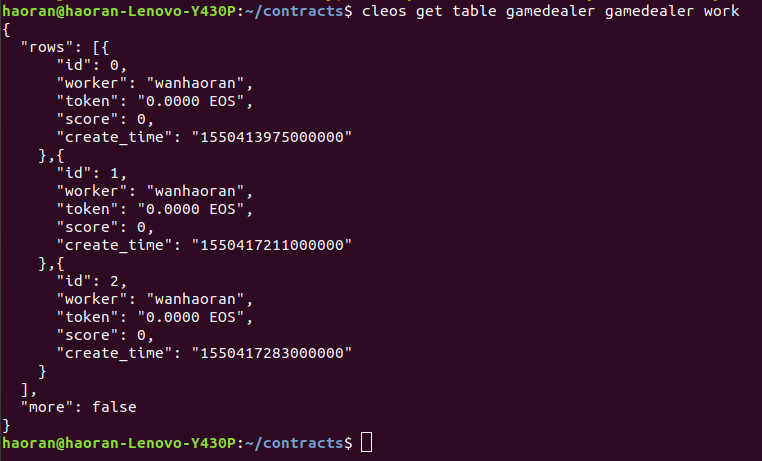 haoran@haoran-Lenovo-Y430P:~/contracts$ cleos get table gamedealer gamedealer work
{
  "rows": [{
      "id": 0,
      "worker": "wanhaoran",
      "token": "0.0000 EOS",
      "score": 0,
      "create_time": "1550413975000000"
    },{
      "id": 1,
      "worker": "wanhaoran",
      "token": "0.0000 EOS",
      "score": 0,
      "create_time": "1550417211000000"
    },{
      "id": 2,
      "worker": "wanhaoran",
      "token": "0.0000 EOS",
      "score": 0,
      "create_time": "1550417283000000"
    }
  ],
  "more": false
}
haoran@haoran-Lenovo-Y430P:~/contracts$